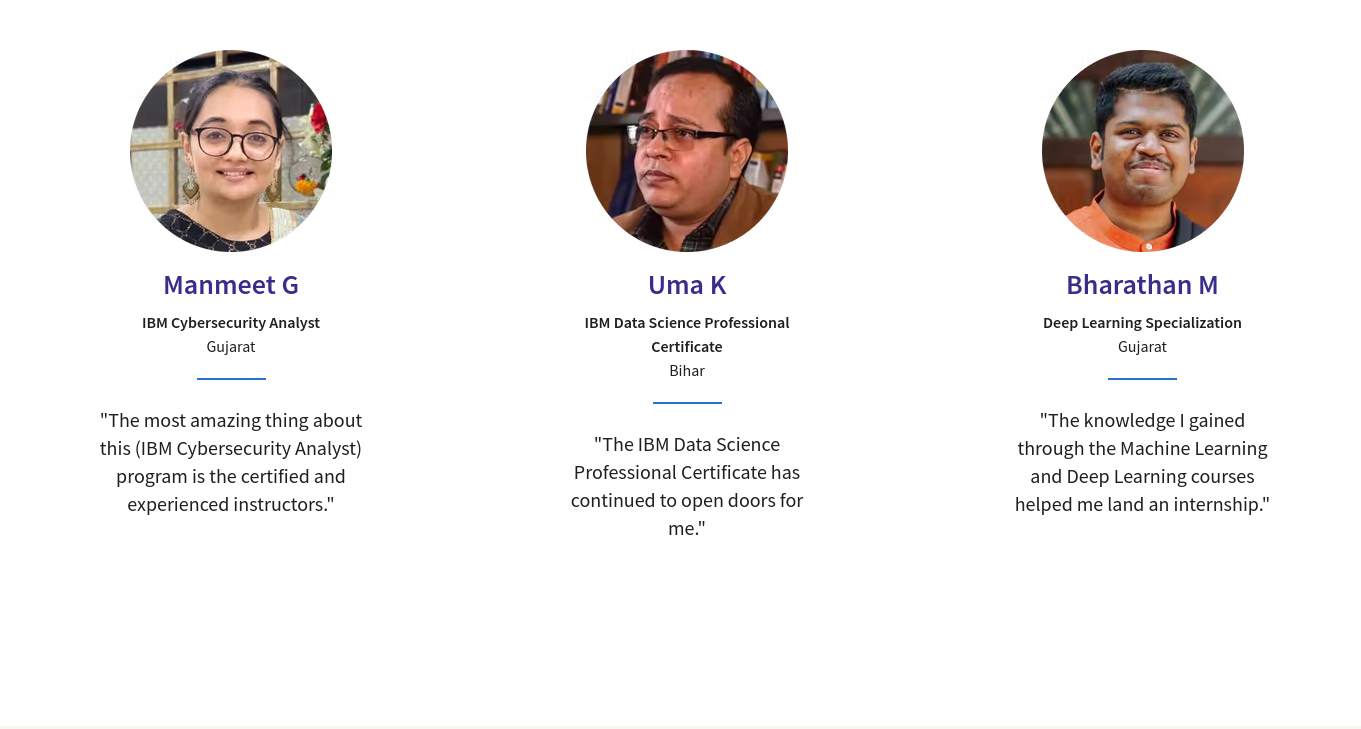 Manmeet G
IBM Cybersecurity Analyst
Gujarat
"The most amazing thing about
this (IBM Cybersecurity Analyst)
program is the certified and
experienced instructors."
Uma K
IBM Data Science Professional
Certificate
Bihar
"The IBM Data Science
Professional Certificate has
continued to open doors for
me."
Bharathan M
Deep Learning Specialization
Gujarat
"The knowledge I gained
through the Machine Learning
and Deep Learning courses
helped me land an internship."